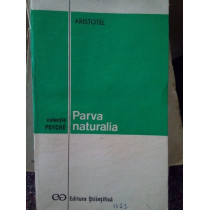 ARISTOTEL
Parva
naturalia
colecția
PSYCHÉ
Editura Științifică